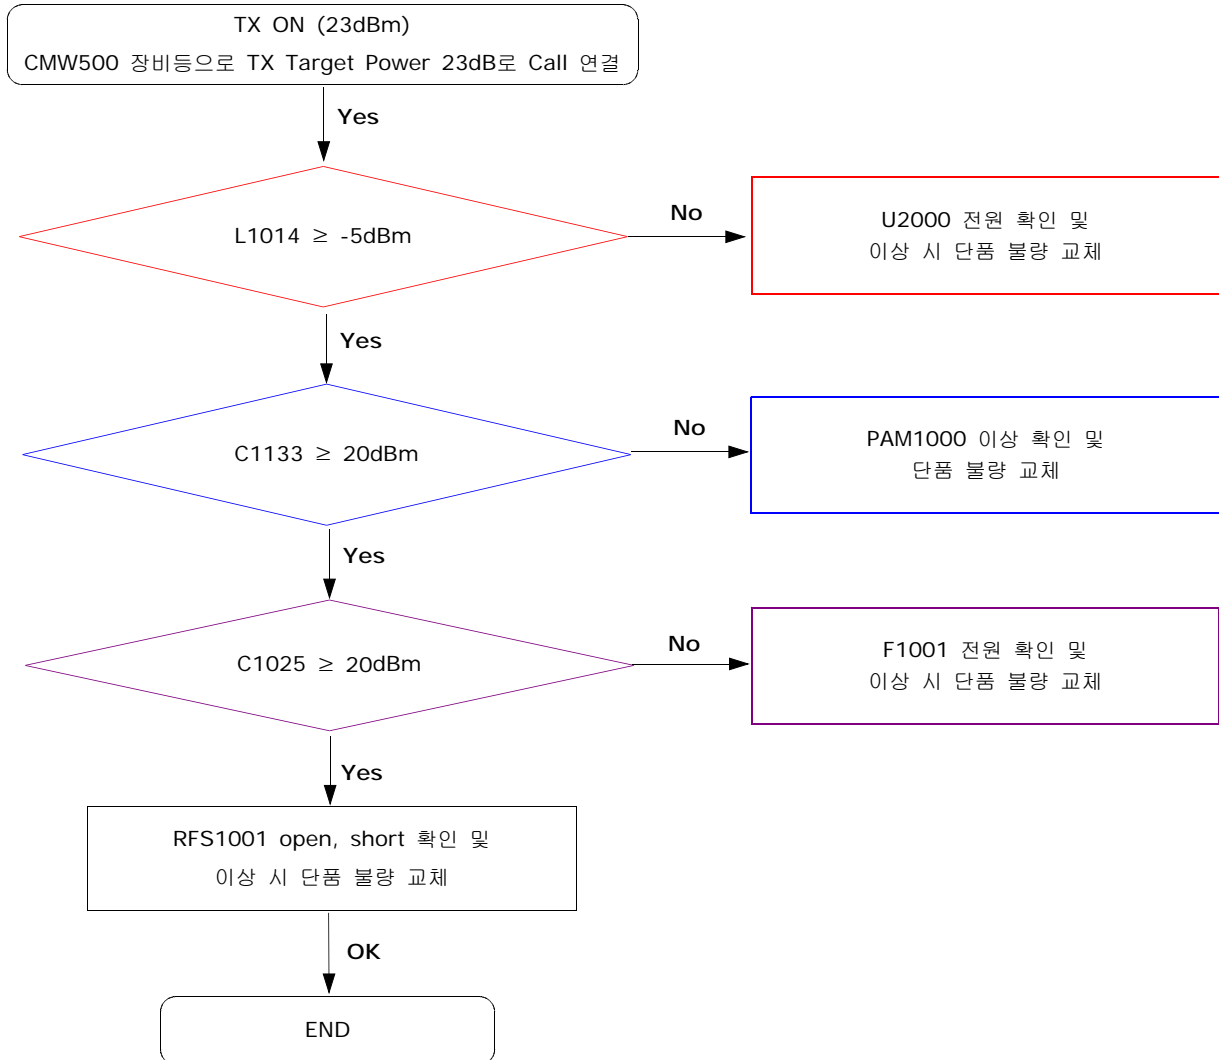 TX ON (23dBm)
CMW500 장비등으로 TX Target Power 23dB로 Call 연결
Yes
L1014 ≥ -5dBm
No
U2000 전원 확인 및
이상 시 단품 불량 교체
Yes
C1133 ≥ 20dBm
No
PAM1000 이상 확인 및
단품 불량 교체
Yes
C1025 ≥ 20dBm
No
F1001 전원 확인 및
이상 시 단품 불량 교체
Yes
RFS1001 open, short 확인 및
이상 시 단품 불량 교체
OK
END